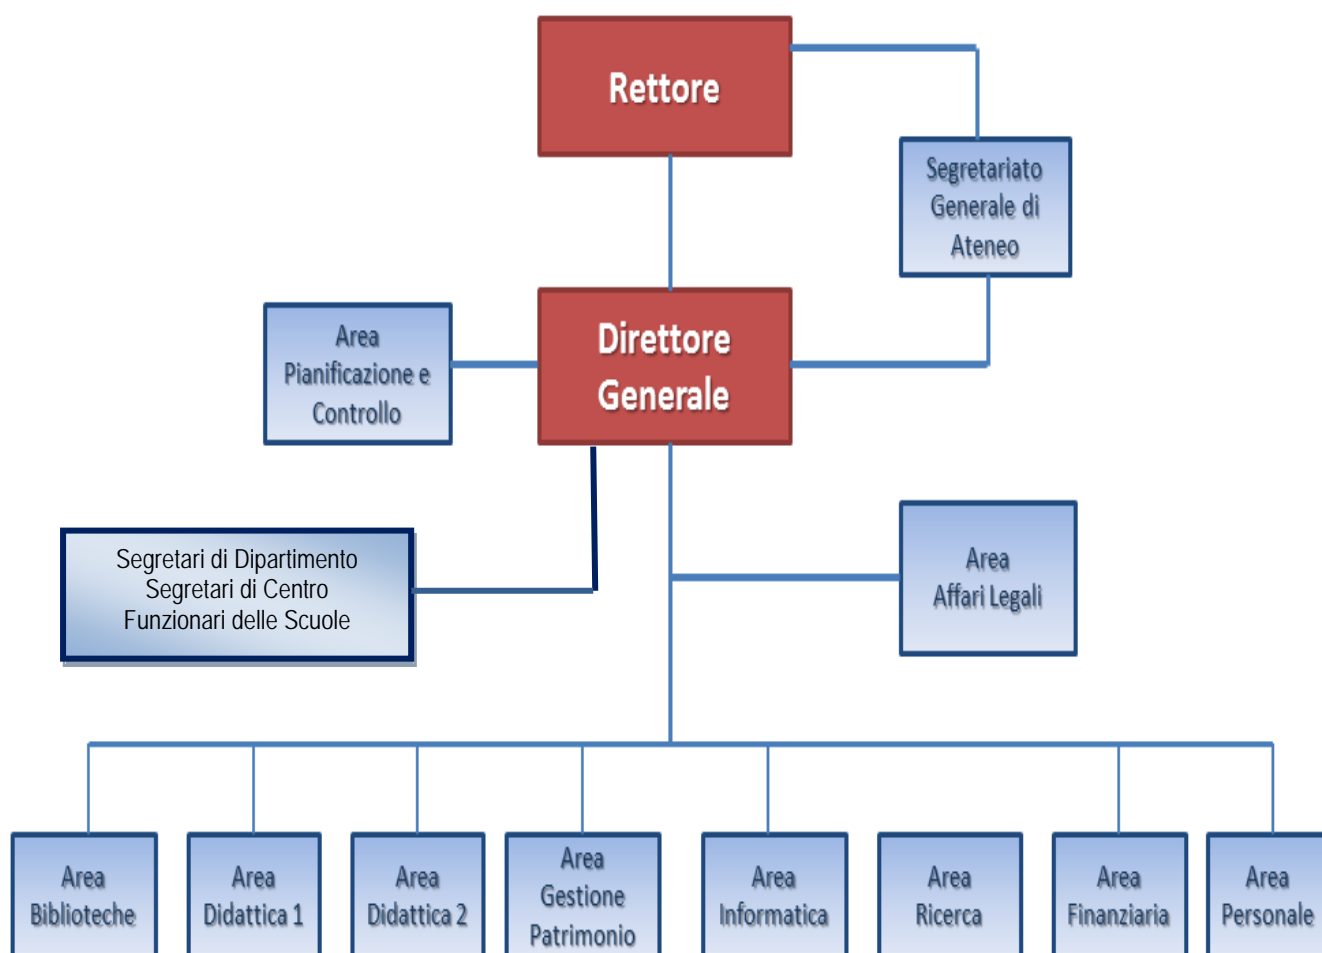 Rettore
Segretariato
Generale di
Ateneo
Area
Pianificazione e
Controllo
Direttore
Generale
Segretari di Dipartimento
Segretari di Centro
Funzionari delle Scuole
Area
Affari Legali
Area
Biblioteche
Area
Didattica 1
Area
Didattica 2
Area
Gestione
Patrimonio
Area
Informatica
Area
Ricerca
Area
Finanziaria
Area
Personale